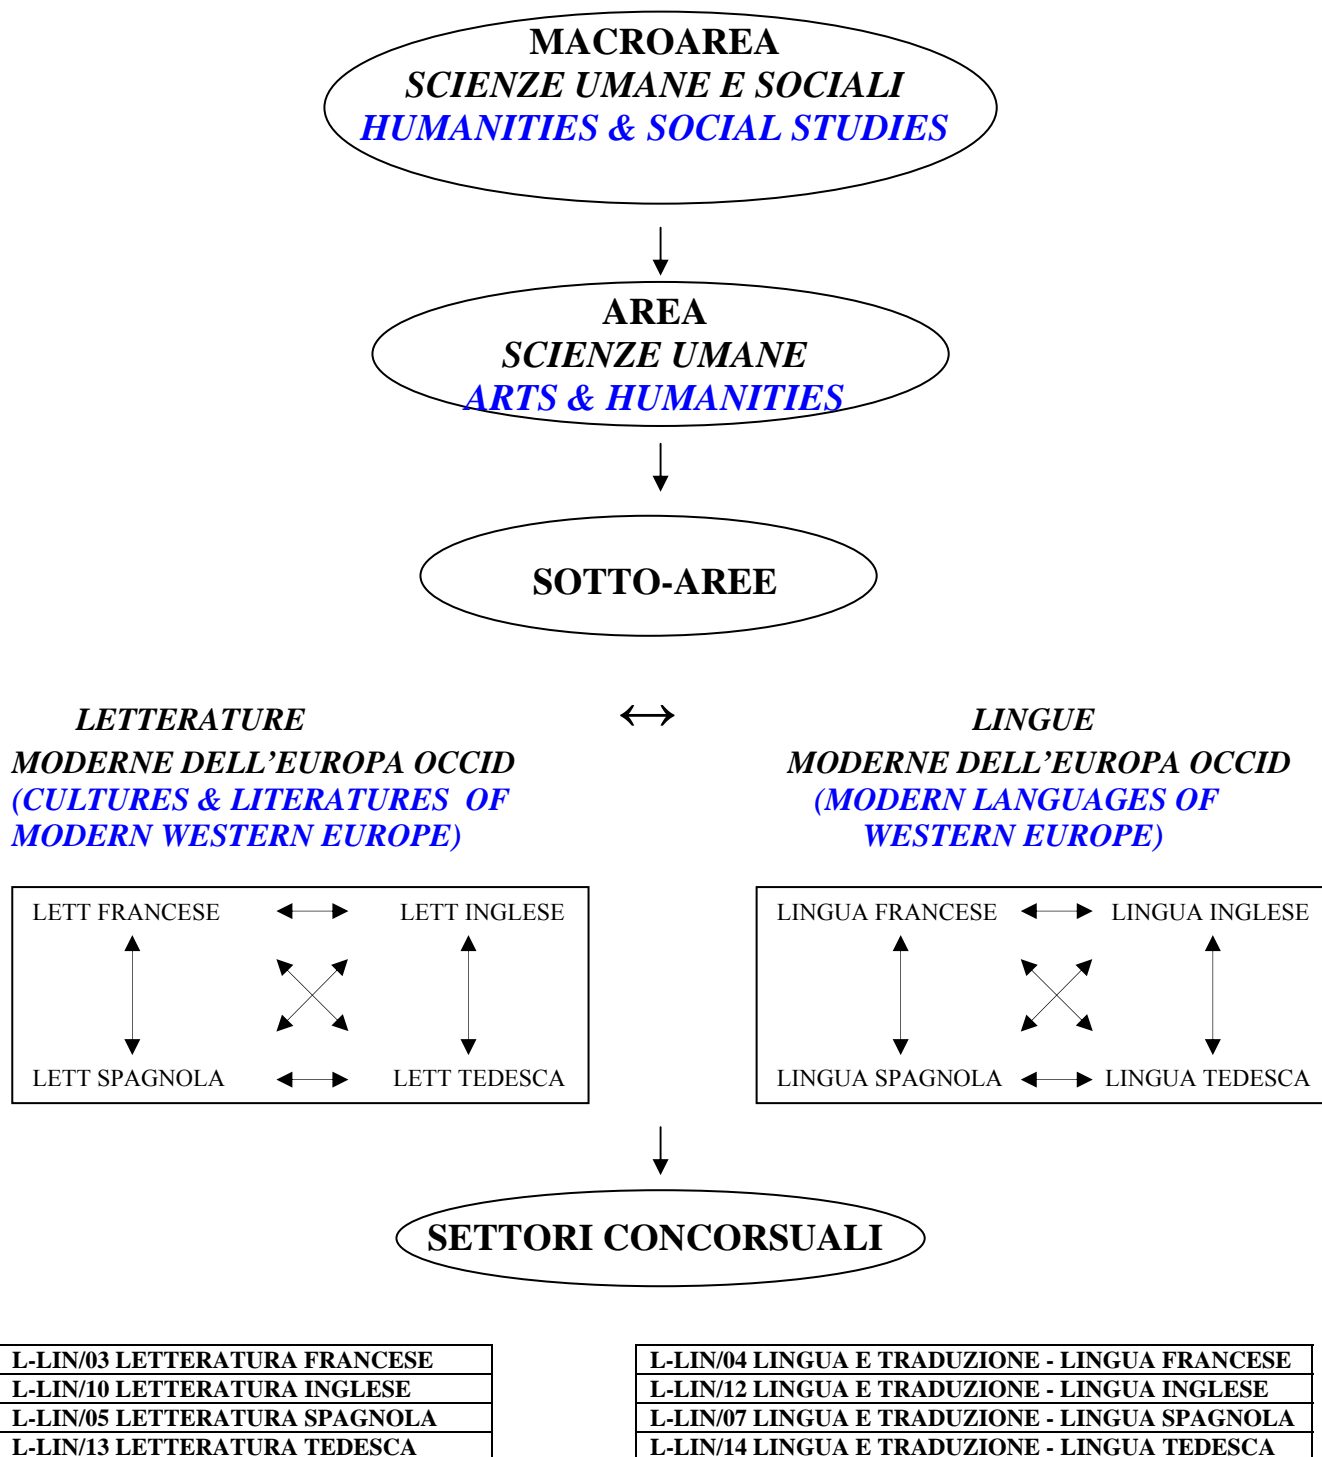 MACROAREA
SCIENZE UMANE E SOCIALI
HUMANITIES & SOCIAL STUDIES
AREA
SCIENZE UMANE
ARTS & HUMANITIES
SOTTO-AREE
LETTERATURE ↔ LINGUE
MODERNE DELL’EUROPA OCCID
(CULTURES & LITERATURES OF
MODERN WESTERN EUROPE)
MODERNE DELL’EUROPA OCCID
(MODERN LANGUAGES OF
WESTERN EUROPE)
LETT FRANCESE LETT INGLESE
LETT SPAGNOLA LETT TEDESCA
LINGUA FRANCESE LINGUA INGLESE
LINGUA SPAGNOLA LINGUA TEDESCA
SETTORI CONCORSUALI
L-LIN/03 LETTERATURA FRANCESE
L-LIN/10 LETTERATURA INGLESE
L-LIN/05 LETTERATURA SPAGNOLA
L-LIN/13 LETTERATURA TEDESCA
L-LIN/04 LINGUA E TRADUZIONE - LINGUA FRANCESE
L-LIN/12 LINGUA E TRADUZIONE - LINGUA INGLESE
L-LIN/07 LINGUA E TRADUZIONE - LINGUA SPAGNOLA
L-LIN/14 LINGUA E TRADUZIONE - LINGUA TEDESCA